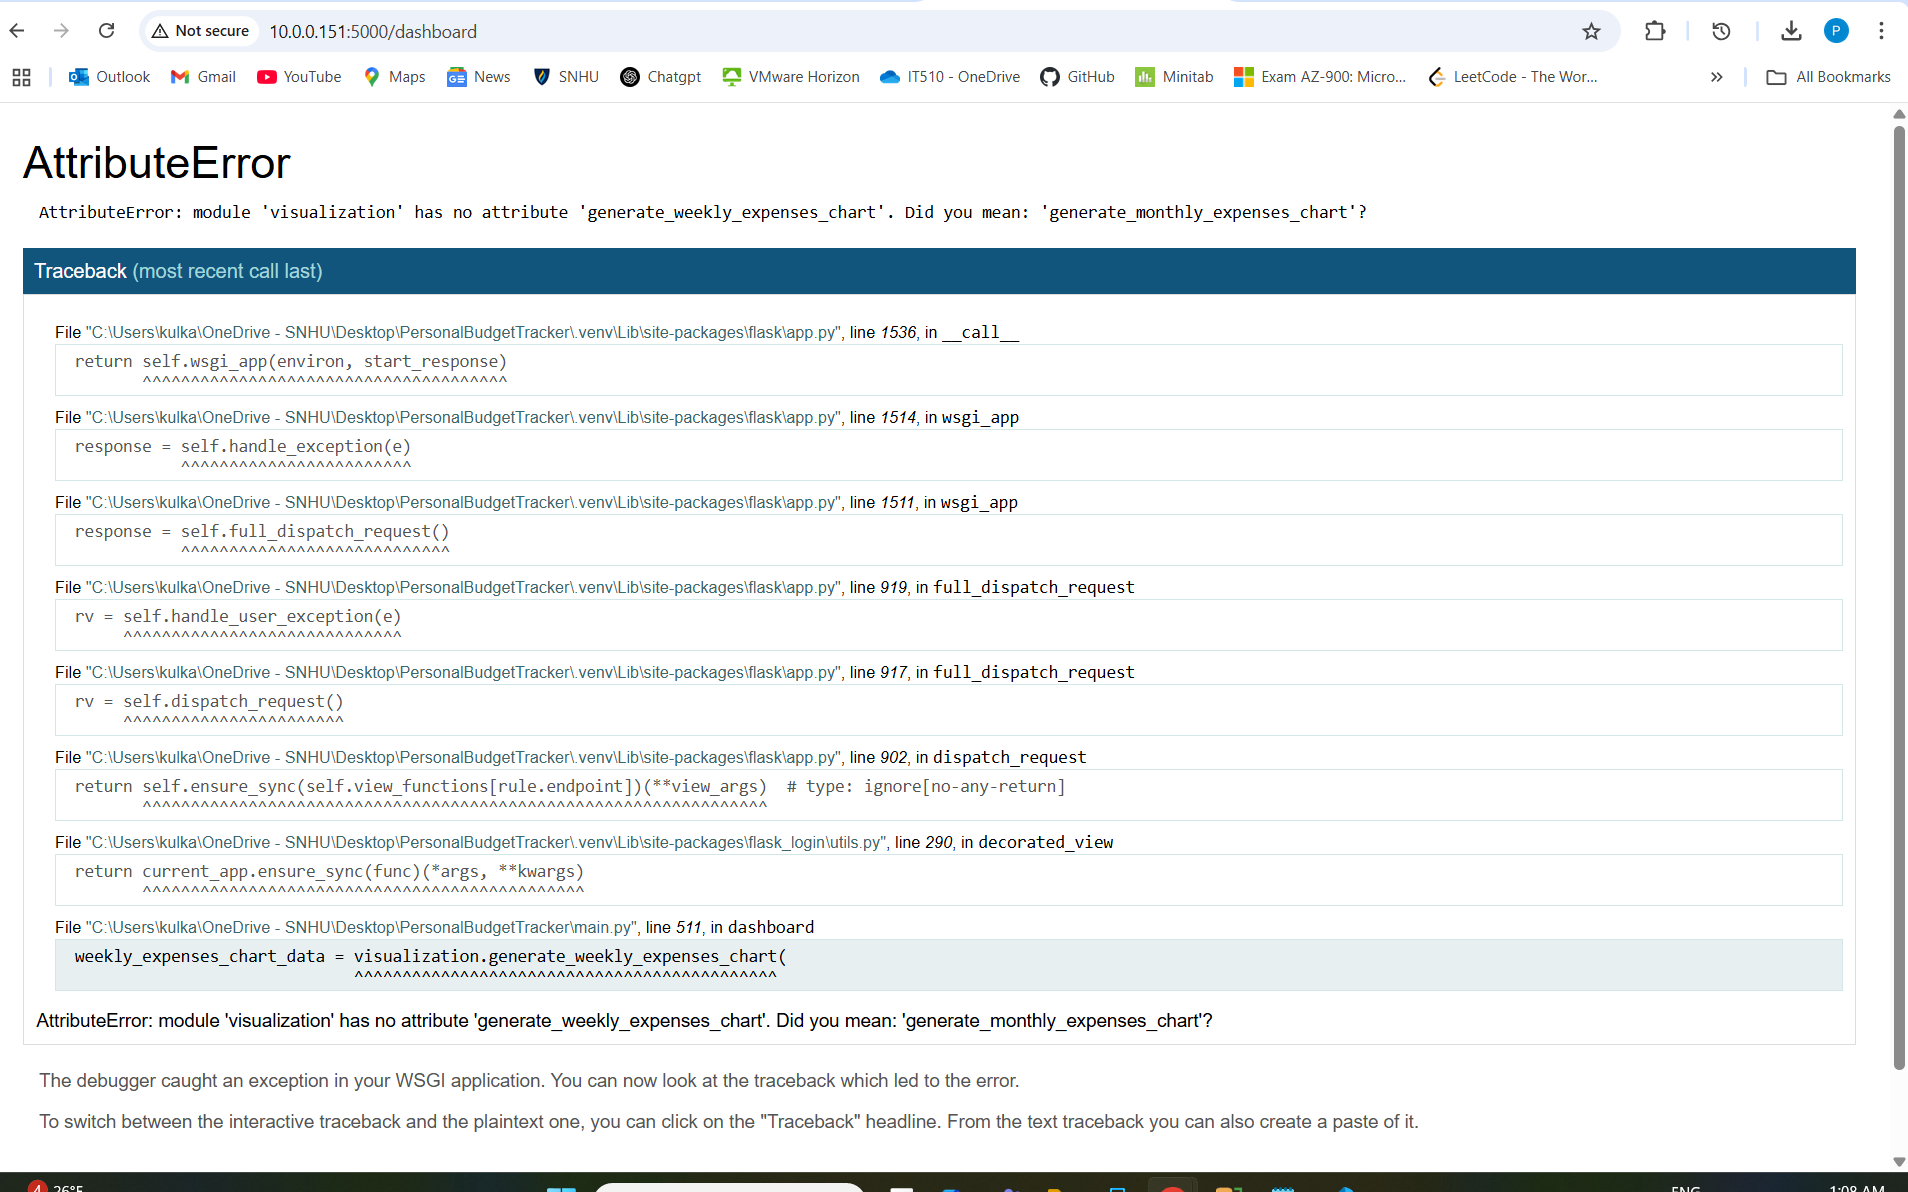 Not secure 10.0.0.151:5000/dashboard P
Outlook Gmail YouTube Maps News SNHU Chatgpt VMware Horizon IT510 - OneDrive GitHub Minitab Exam AZ-900: Micro... LeetCode - The Wor... » All Bookmarks
AttributeError
AttributeError: module 'visualization' has no attribute 'generate_weekly_expenses_chart'. Did you mean: 'generate_monthly_expenses_chart'?
Traceback (most recent call last)
File "C:\Users\kulka\OneDrive - SNHU\Desktop\PersonalBudgetTracker\.venv\Lib\site-packages\flask\app.py", line 1536, in __call__
return self.wsgi_app(environ, start_response)
^^^^^^^^^^^^^^^^^^^^^^^^^^^^^^^^^^^^^^
File "C:\Users\kulka\OneDrive - SNHU\Desktop\PersonalBudgetTracker\.venv\Lib\site-packages\flask\app.py", line 1514, in wsgi_app
response = self.handle_exception(e)
^^^^^^^^^^^^^^^^^^^^^^^^
File "C:\Users\kulka\OneDrive - SNHU\Desktop\PersonalBudgetTracker\.venv\Lib\site-packages\flask\app.py", line 1511, in wsgi_app
response = self.full_dispatch_request()
^^^^^^^^^^^^^^^^^^^^^^^^^^^^
File "C:\Users\kulka\OneDrive - SNHU\Desktop\PersonalBudgetTracker\.venv\Lib\site-packages\flask\app.py", line 919, in full_dispatch_request
rv = self.handle_user_exception(e)
^^^^^^^^^^^^^^^^^^^^^^^^^^^^^
File "C:\Users\kulka\OneDrive - SNHU\Desktop\PersonalBudgetTracker\.venv\Lib\site-packages\flask\app.py", line 917, in full_dispatch_request
rv = self.dispatch_request()
^^^^^^^^^^^^^^^^^^^^^^^
File "C:\Users\kulka\OneDrive - SNHU\Desktop\PersonalBudgetTracker\.venv\Lib\site-packages\flask\app.py", line 902, in dispatch_request
return self.ensure_sync(self.view_functions[rule.endpoint])(**view_args)  # type: ignore[no-any-return]
^^^^^^^^^^^^^^^^^^^^^^^^^^^^^^^^^^^^^^^^^^^^^^^^^^^^^^^^^^^^^^^^^
File "C:\Users\kulka\OneDrive - SNHU\Desktop\PersonalBudgetTracker\.venv\Lib\site-packages\flask_login\utils.py", line 290, in decorated_view
return current_app.ensure_sync(func)(*args, **kwargs)
^^^^^^^^^^^^^^^^^^^^^^^^^^^^^^^^^^^^^^^^^^^^^^
File "C:\Users\kulka\OneDrive - SNHU\Desktop\PersonalBudgetTracker\main.py", line 511, in dashboard
weekly_expenses_chart_data = visualization.generate_weekly_expenses_chart(
^^^^^^^^^^^^^^^^^^^^^^^^^^^^^^^^^^^^^^^^^^^^
AttributeError: module 'visualization' has no attribute 'generate_weekly_expenses_chart'. Did you mean: 'generate_monthly_expenses_chart'?
The debugger caught an exception in your WSGI application. You can now look at the traceback which led to the error.
To switch between the interactive traceback and the plaintext one, you can click on the "Traceback" headline. From the text traceback you can also create a paste of it.
4 26°F ENG 1:08 AM